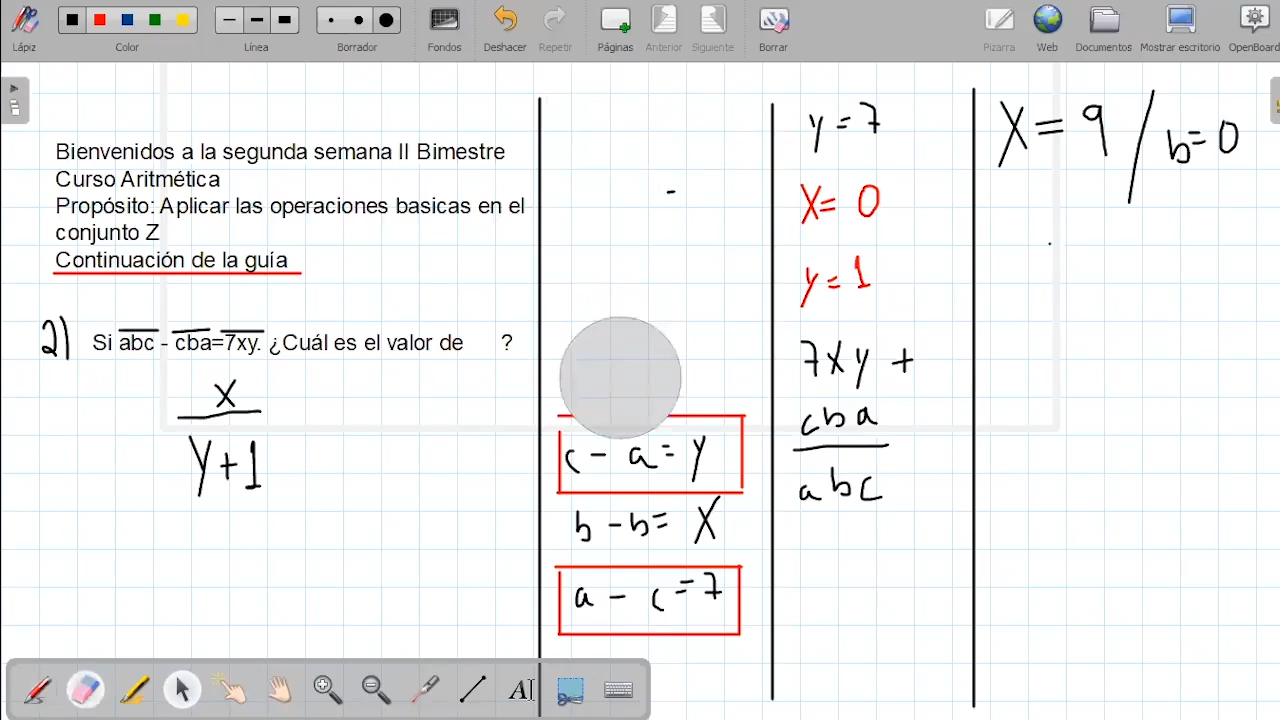 Lápiz
Color
Línea
Borrador
Fondos
Deshacer
Repetir
Páginas
Anterior
Siguiente
Borrar
Pizarra
Web
Documentos
Mostrar escritorio
OpenBoard
Bienvenidos a la segunda semana II Bimestre
Curso Aritmética
Propósito: Aplicar las operaciones basicas en el
conjunto Z
Continuación de la guía
2) Si abc - cba=7xy. ¿Cuál es el valor de ?
x
y+1
c - a = y
b - b = x
a - c = 7
y = 7
x = 0
y = 1
7xy +
cba
abc
x = 9 / b = 0